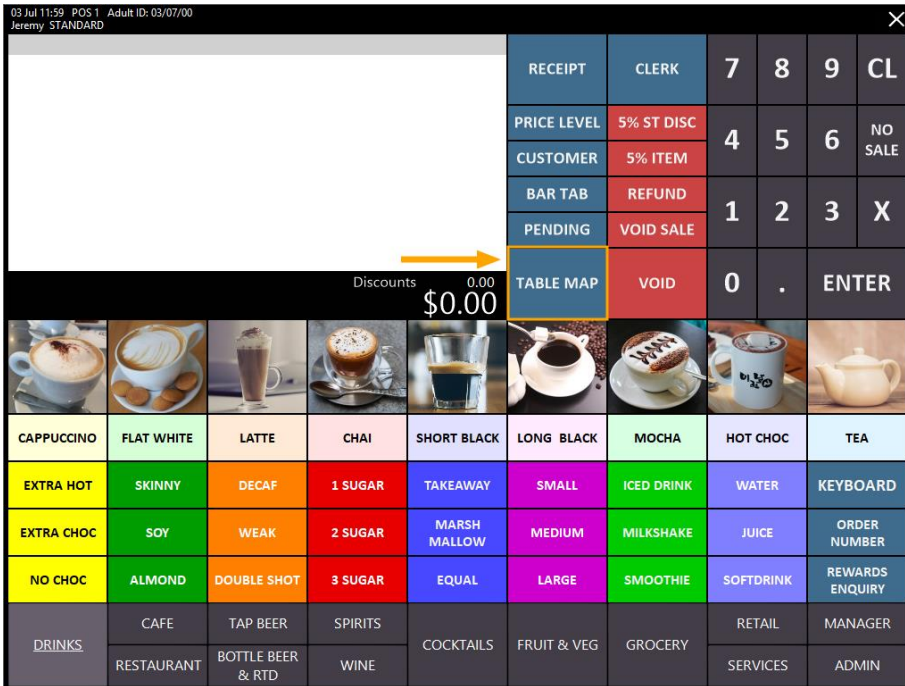 03 Jul 11:59 POS 1 Adult ID: 03/07/00
Jeremy STANDARD
RECEIPT
CLERK
7
8
9
CL
PRICE LEVEL
5% ST DISC
4
5
6
NO
SALE
CUSTOMER
5% ITEM
BAR TAB
REFUND
1
2
3
X
PENDING
VOID SALE
Discounts 0.00
$0.00
TABLE MAP
VOID
0
.
ENTER
CAPPUCCINO
FLAT WHITE
LATTE
CHAI
SHORT BLACK
LONG BLACK
MOCHA
HOT CHOC
TEA
EXTRA HOT
SKINNY
DECAF
1 SUGAR
TAKEAWAY
SMALL
ICED DRINK
WATER
KEYBOARD
EXTRA CHOC
SOY
WEAK
2 SUGAR
MARSH
MALLOW
MEDIUM
MILKSHAKE
JUICE
ORDER
NUMBER
NO CHOC
ALMOND
DOUBLE SHOT
3 SUGAR
EQUAL
LARGE
SMOOTHIE
SOFTDRINK
REWARDS
ENQUIRY
DRINKS
CAFE
TAP BEER
SPIRITS
COCKTAILS
FRUIT & VEG
GROCERY
RETAIL
MANAGER
RESTAURANT
BOTTLE BEER
& RTD
WINE
SERVICES
ADMIN